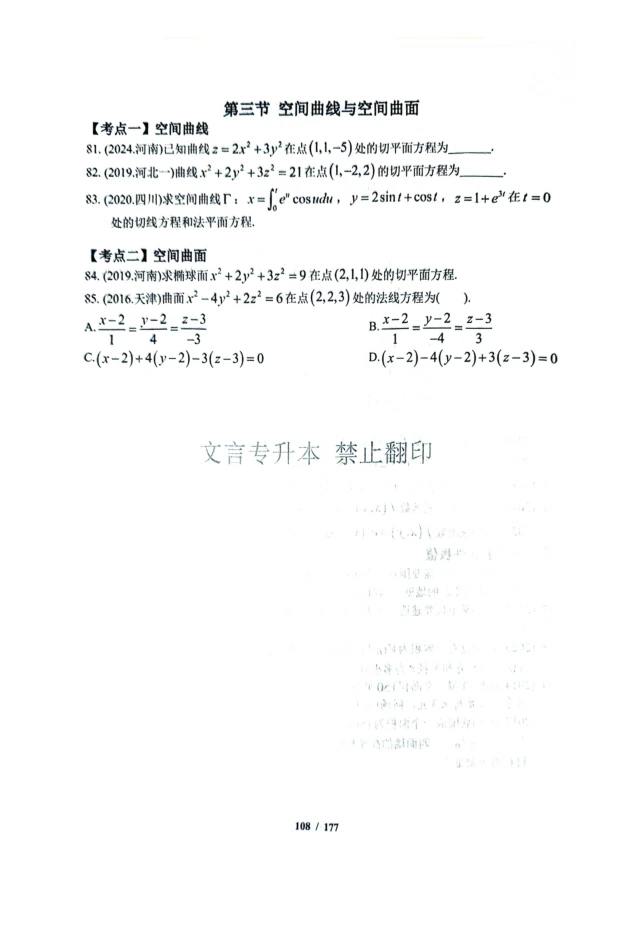 第三节 空间曲线与空间曲面
【考点一】空间曲线
81. (2024.河南)已知曲线 z = 2x² + 3y² 在点(1,1,−5) 处的切平面方程为______.
82. (2019.河北一)曲线 x² + 2y² + 3z² = 21 在点(1,−2,2) 的切平面方程为______.
83. (2020.四川)求空间曲线Γ： x = ∫₀ᵗ eᵘ cos udu ， y = 2sin t + cos t ， z = 1 + e³ᵗ 在 t = 0
处的切线方程和法平面方程.
【考点二】空间曲面
84. (2019.河南)求椭球面 x² + 2y² + 3z² = 9 在点(2,1,1) 处的切平面方程.
85. (2016.天津)曲面 x² − 4y² + 2z² = 6 在点(2,2,3) 处的法线方程为( ).
A. (x−2)/1 = (y−2)/4 = (z−3)/−3 B. (x−2)/1 = (y−2)/−4 = (z−3)/3
C.(x−2)+4(y−2)−3(z−3)=0 D.(x−2)−4(y−2)+3(z−3)=0
文言专升本 禁止翻印
108 / 177